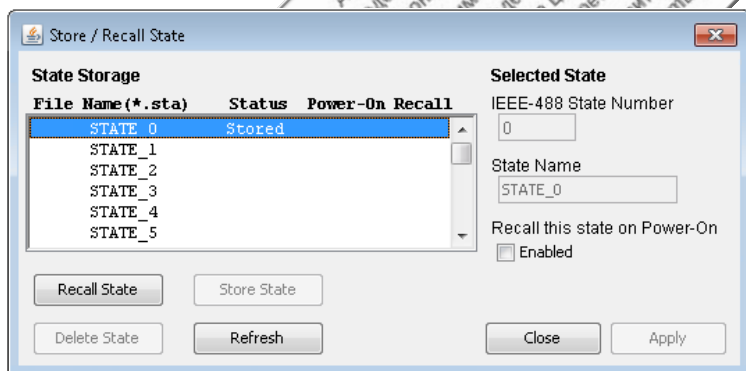 Store / Recall State
State Storage
File Name(*.sta) Status Power-On Recall
STATE_0 Stored
STATE_1
STATE_2
STATE_3
STATE_4
STATE_5
Recall State Store State
Delete State Refresh
Selected State
IEEE-488 State Number
0
State Name
STATE_0
Recall this state on Power-On
Enabled
Close Apply